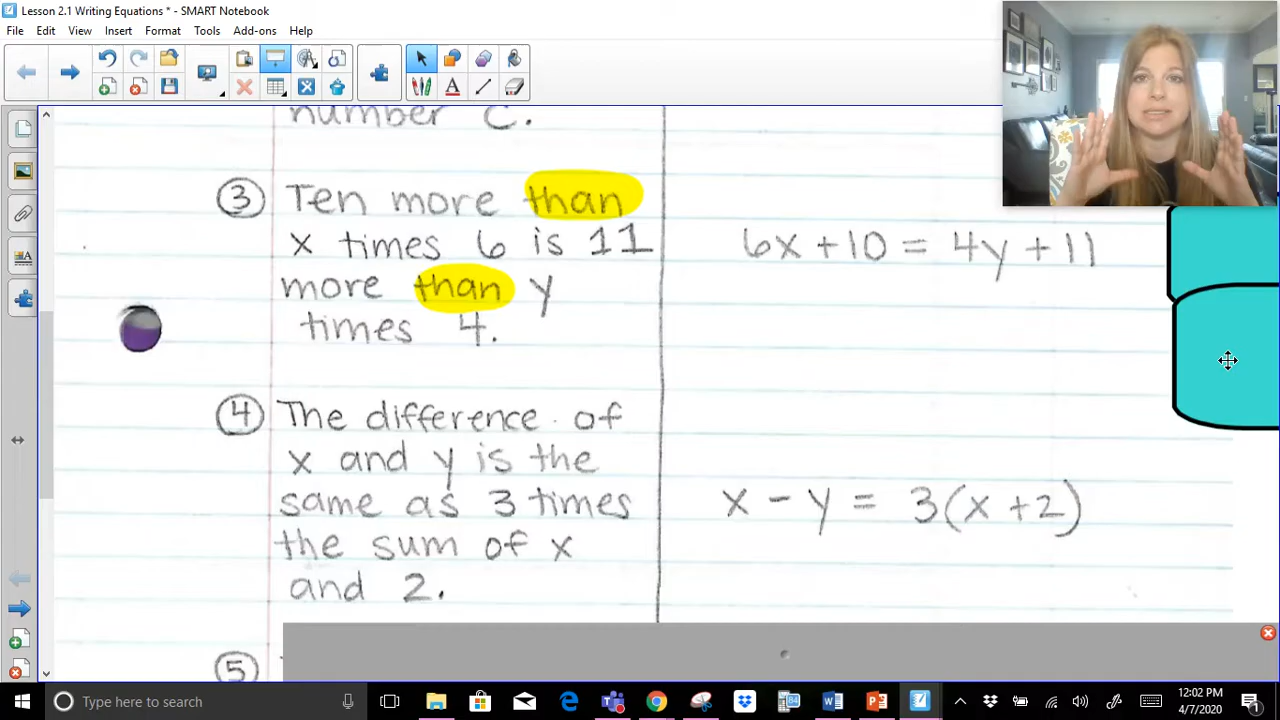 Lesson 2.1 Writing Equations * - SMART Notebook
File Edit View Insert Format Tools Add-ons Help
number C.
③ Ten more than
x times 6 is 11
more than y
times 4.
6x + 10 = 4y + 11
④ The difference of
x and y is the
same as 3 times
the sum of x
and 2.
x - y = 3(x + 2)
⑤
Type here to search
12:02 PM
4/7/2020
1